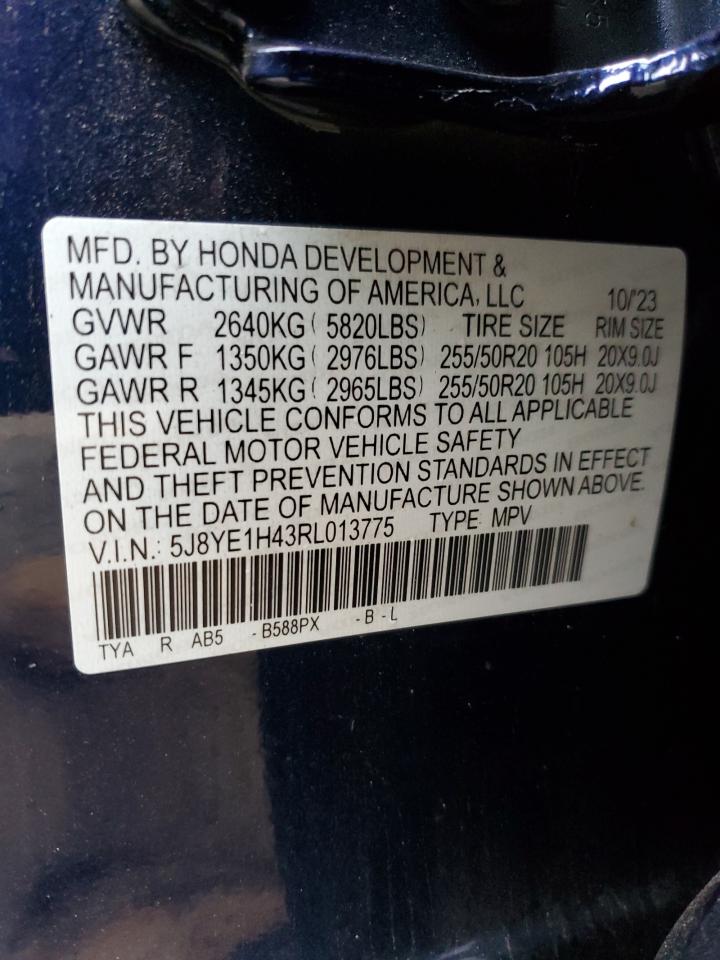 MFD. BY HONDA DEVELOPMENT &
MANUFACTURING OF AMERICA, LLC 10/'23
GVWR 2640KG ( 5820LBS) TIRE SIZE RIM SIZE
GAWR F 1350KG ( 2976LBS) 255/50R20 105H 20X9.0J
GAWR R 1345KG ( 2965LBS) 255/50R20 105H 20X9.0J
THIS VEHICLE CONFORMS TO ALL APPLICABLE
FEDERAL MOTOR VEHICLE SAFETY
AND THEFT PREVENTION STANDARDS IN EFFECT
ON THE DATE OF MANUFACTURE SHOWN ABOVE.
V.I.N.: 5J8YE1H43RL013775 TYPE: MPV
TYA R AB5 - B588PX - B - L